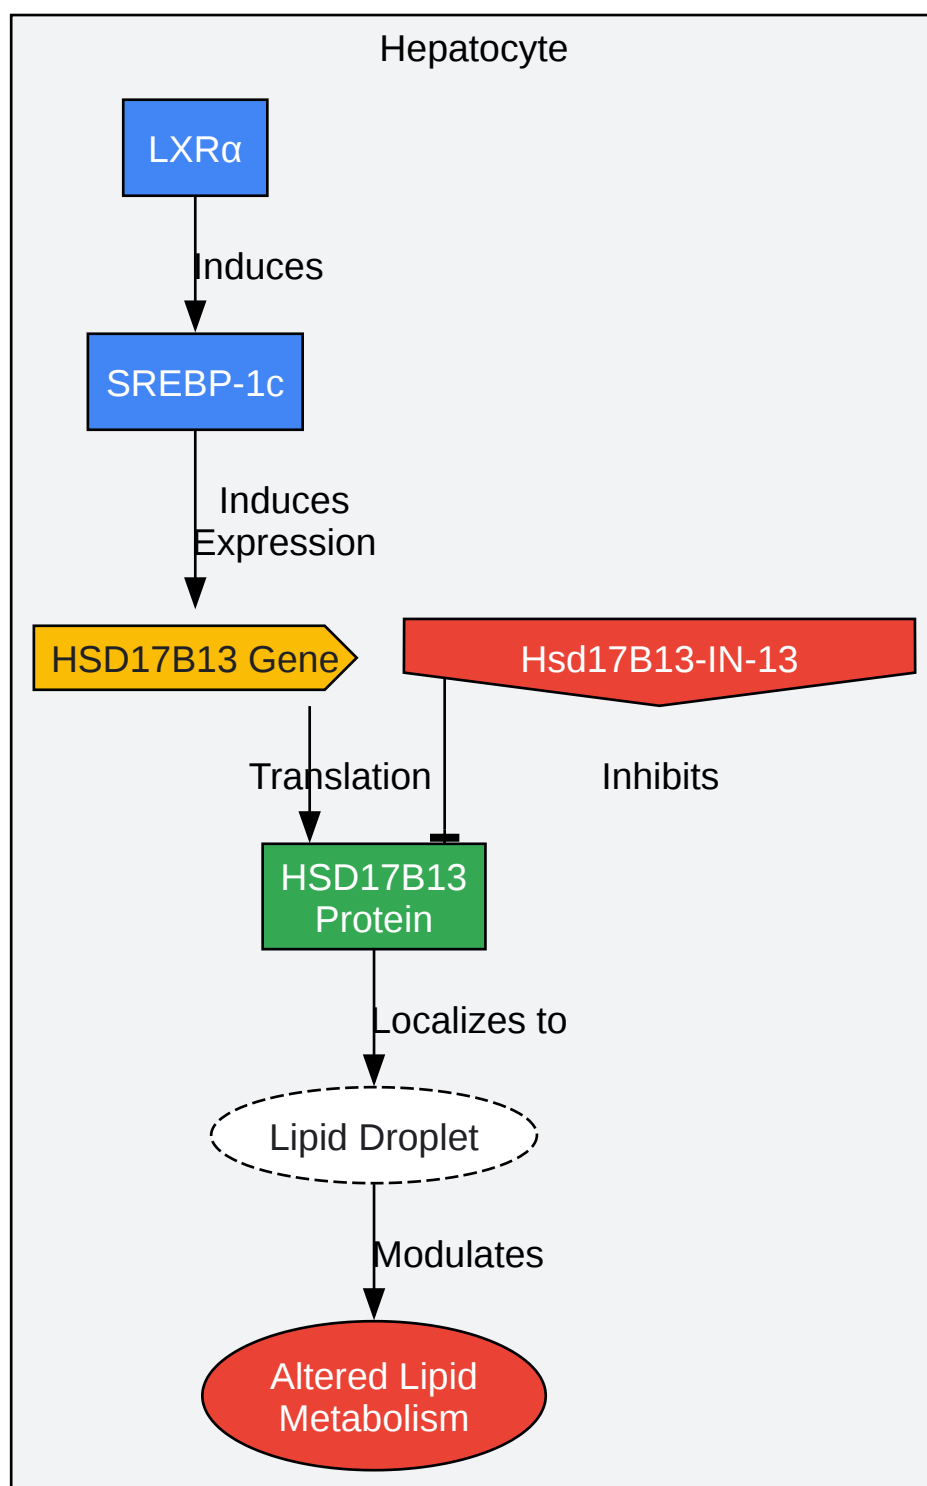 Hepatocyte
LXRα
Induces
SREBP-1c
Induces
Expression
HSD17B13 Gene
Hsd17B13-IN-13
Translation
Inhibits
HSD17B13
Protein
Localizes to
Lipid Droplet
Modulates
Altered Lipid
Metabolism